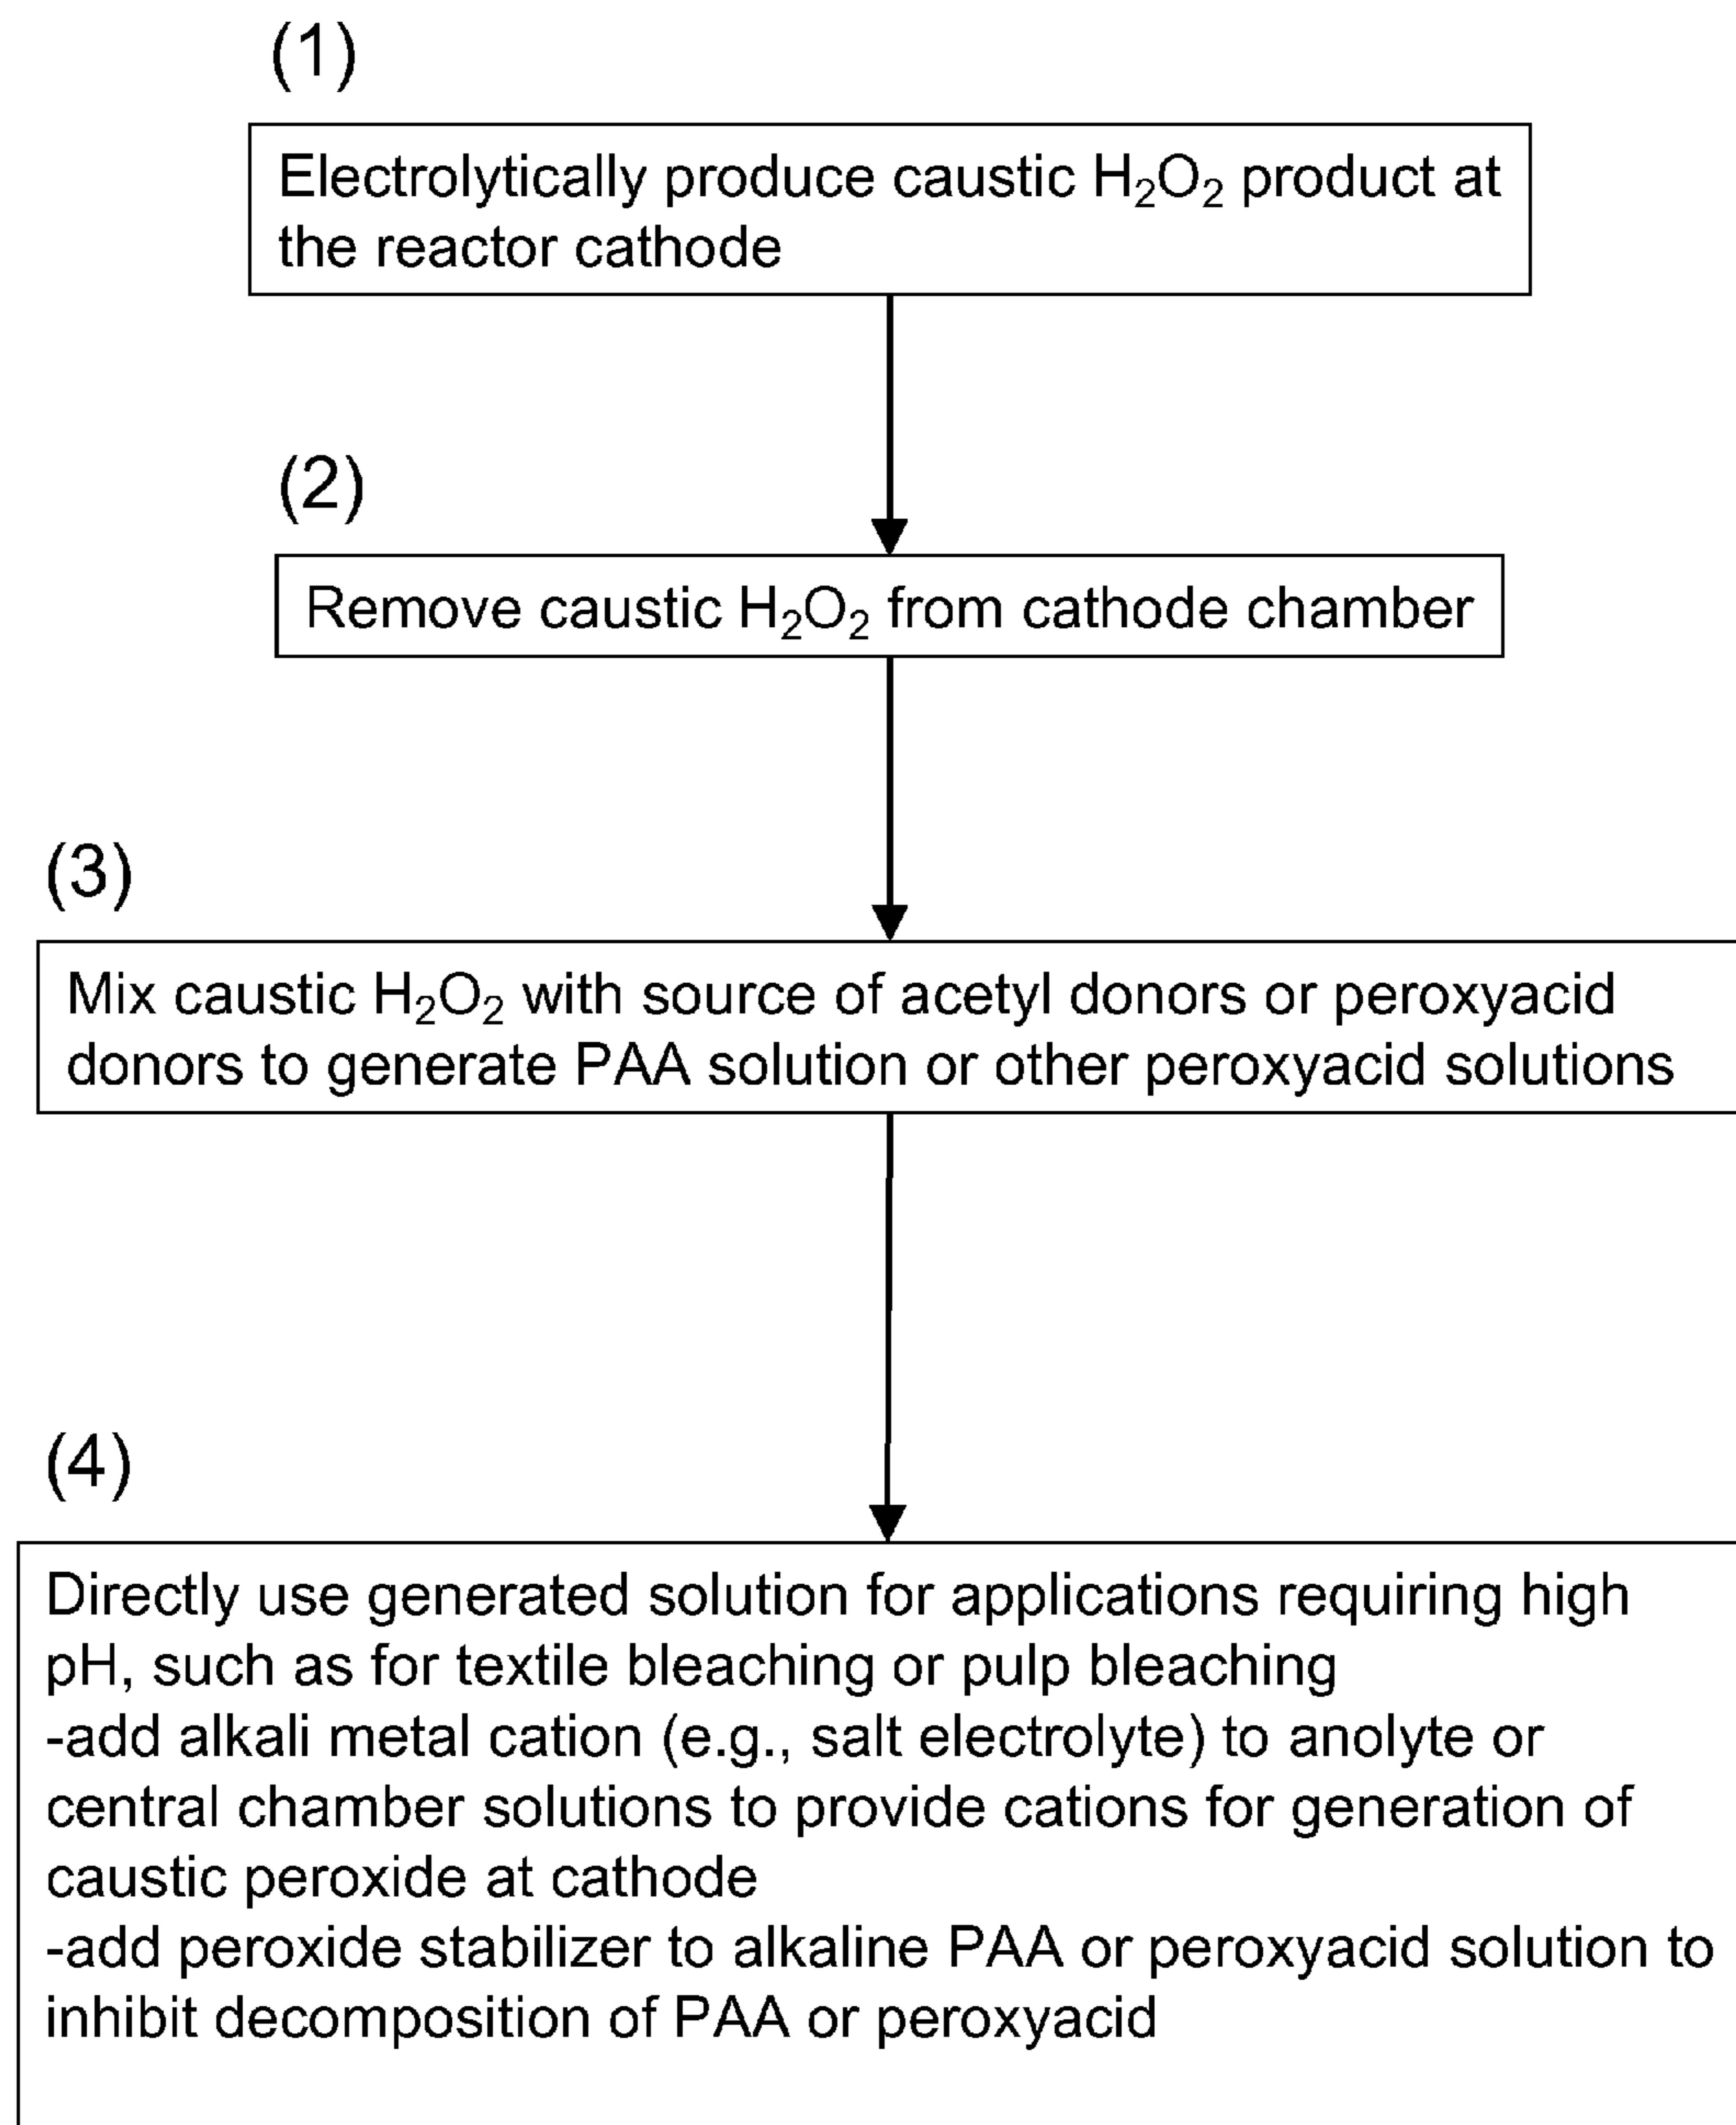 (1)
Electrolytically produce caustic H₂O₂ product at
the reactor cathode
(2)
Remove caustic H₂O₂ from cathode chamber
(3)
Mix caustic H₂O₂ with source of acetyl donors or peroxyacid
donors to generate PAA solution or other peroxyacid solutions
(4)
Directly use generated solution for applications requiring high
pH, such as for textile bleaching or pulp bleaching
-add alkali metal cation (e.g., salt electrolyte) to anolyte or
central chamber solutions to provide cations for generation of
caustic peroxide at cathode
-add peroxide stabilizer to alkaline PAA or peroxyacid solution to
inhibit decomposition of PAA or peroxyacid